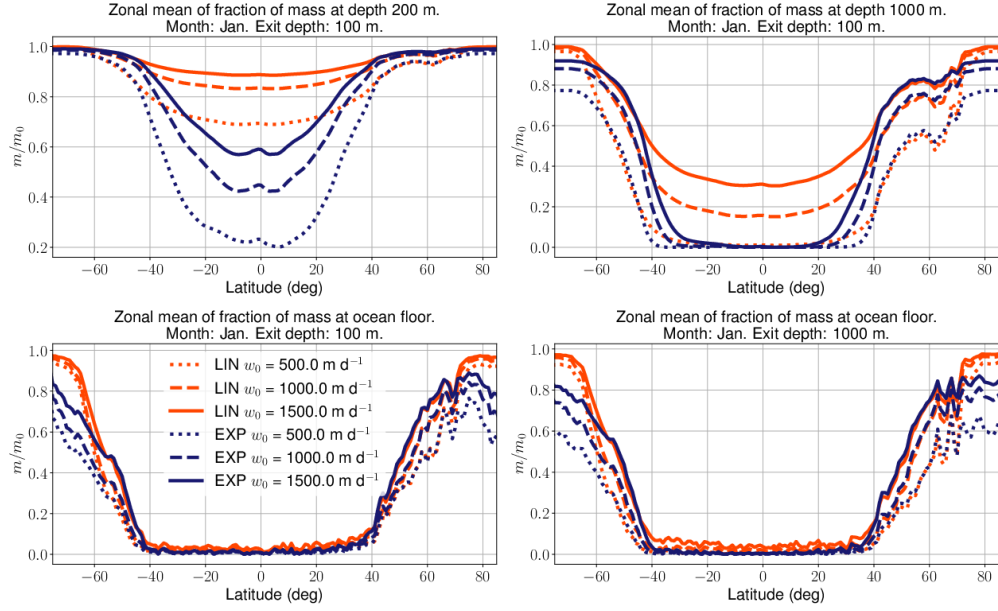 Zonal mean of fraction of mass at depth 200 m.
Month: Jan. Exit depth: 100 m.
m/m₀
1.0
0.8
0.6
0.4
0.2
−60 −40 −20 0 20 40 60 80
Latitude (deg)
Zonal mean of fraction of mass at depth 1000 m.
Month: Jan. Exit depth: 100 m.
m/m₀
1.0
0.8
0.6
0.4
0.2
0.0
−60 −40 −20 0 20 40 60 80
Latitude (deg)
Zonal mean of fraction of mass at ocean floor.
Month: Jan. Exit depth: 100 m.
m/m₀
1.0
0.8
0.6
0.4
0.2
0.0
LIN w₀ = 500.0 m d⁻¹
LIN w₀ = 1000.0 m d⁻¹
LIN w₀ = 1500.0 m d⁻¹
EXP w₀ = 500.0 m d⁻¹
EXP w₀ = 1000.0 m d⁻¹
EXP w₀ = 1500.0 m d⁻¹
−60 −40 −20 0 20 40 60 80
Latitude (deg)
Zonal mean of fraction of mass at ocean floor.
Month: Jan. Exit depth: 1000 m.
m/m₀
1.0
0.8
0.6
0.4
0.2
0.0
−60 −40 −20 0 20 40 60 80
Latitude (deg)